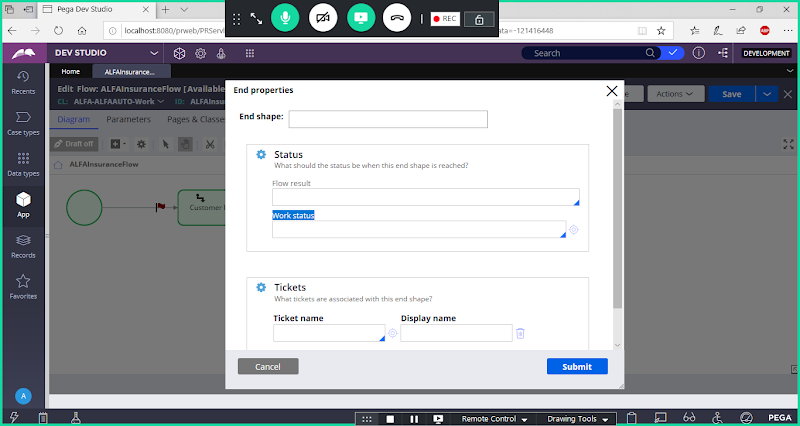 Pega Dev Studio
REC
localhost:8080/prweb/PRServ
data=-121416448
ABP
DEV STUDIO
Search
DEVELOPMENT
Home
ALFAInsurance...
Recents
Case types
Data types
App
Records
Favorites
A
Edit Flow: ALFAInsuranceFlow [Available
CL: ALFA-ALFAAUTO-Work
ID: ALFAInsu
Actions
Save
Diagram
Parameters
Pages & Classe
Draft off
ALFAInsuranceFlow
Customer
End properties
End shape:
Status
What should the status be when this end shape is reached?
Flow result
Work status
Tickets
What tickets are associated with this end shape?
Ticket name
Display name
Cancel
Submit
Remote Control
Drawing Tools
PEGA